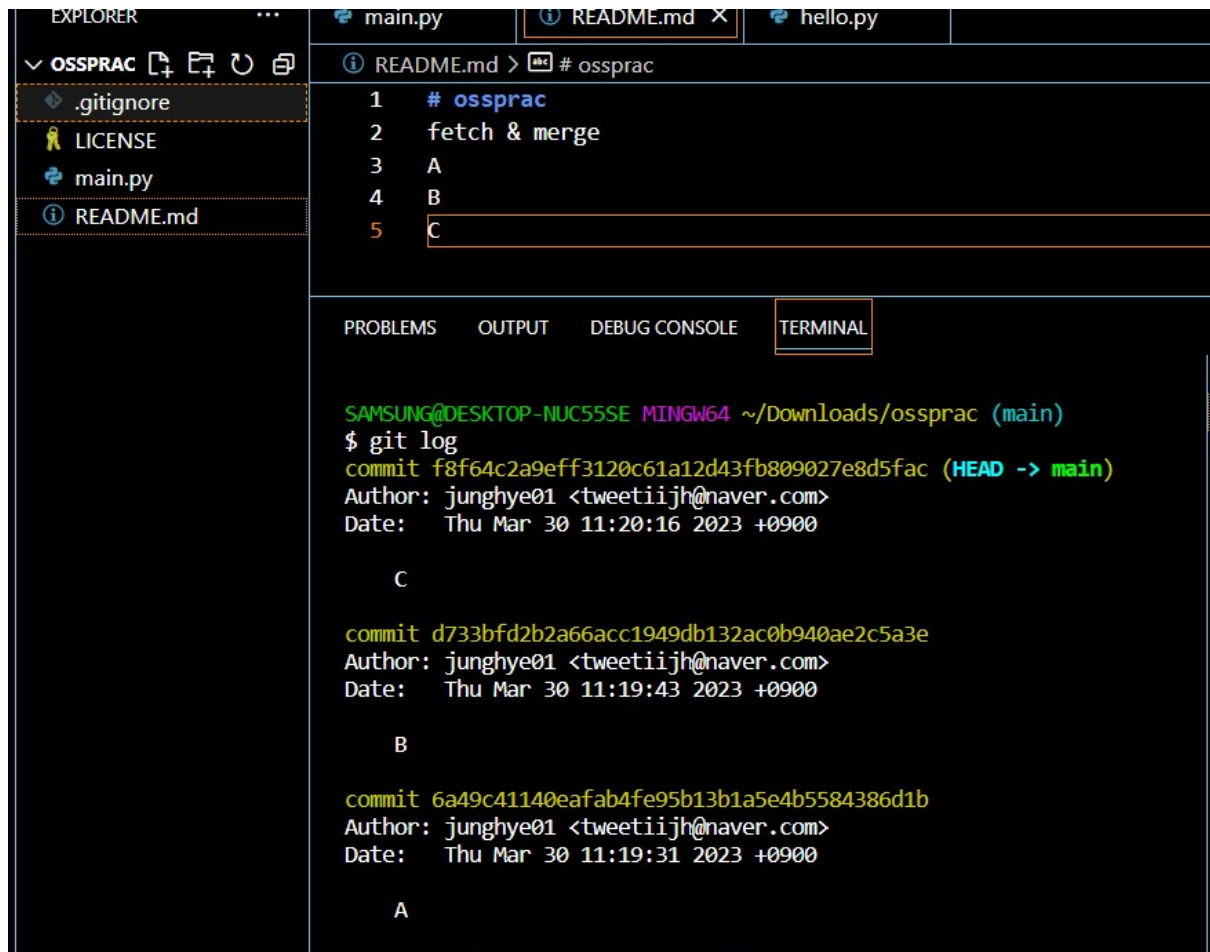 EXPLORER ...
main.py README.md hello.py
OSSPRAC
README.md > # ossprac
.gitignore
LICENSE
main.py
README.md
1 # ossprac
2 fetch & merge
3 A
4 B
5 C
PROBLEMS OUTPUT DEBUG CONSOLE TERMINAL
SAMSUNG@DESKTOP-NUC55SE MINGW64 ~/Downloads/ossprac (main)
$ git log
commit f8f64c2a9eff3120c61a12d43fb809027e8d5fac (HEAD -> main)
Author: junghye01 <tweetiijh@naver.com>
Date: Thu Mar 30 11:20:16 2023 +0900
C
commit d733bfd2b2a66acc1949db132ac0b940ae2c5a3e
Author: junghye01 <tweetiijh@naver.com>
Date: Thu Mar 30 11:19:43 2023 +0900
B
commit 6a49c41140eafab4fe95b13b1a5e4b5584386d1b
Author: junghye01 <tweetiijh@naver.com>
Date: Thu Mar 30 11:19:31 2023 +0900
A